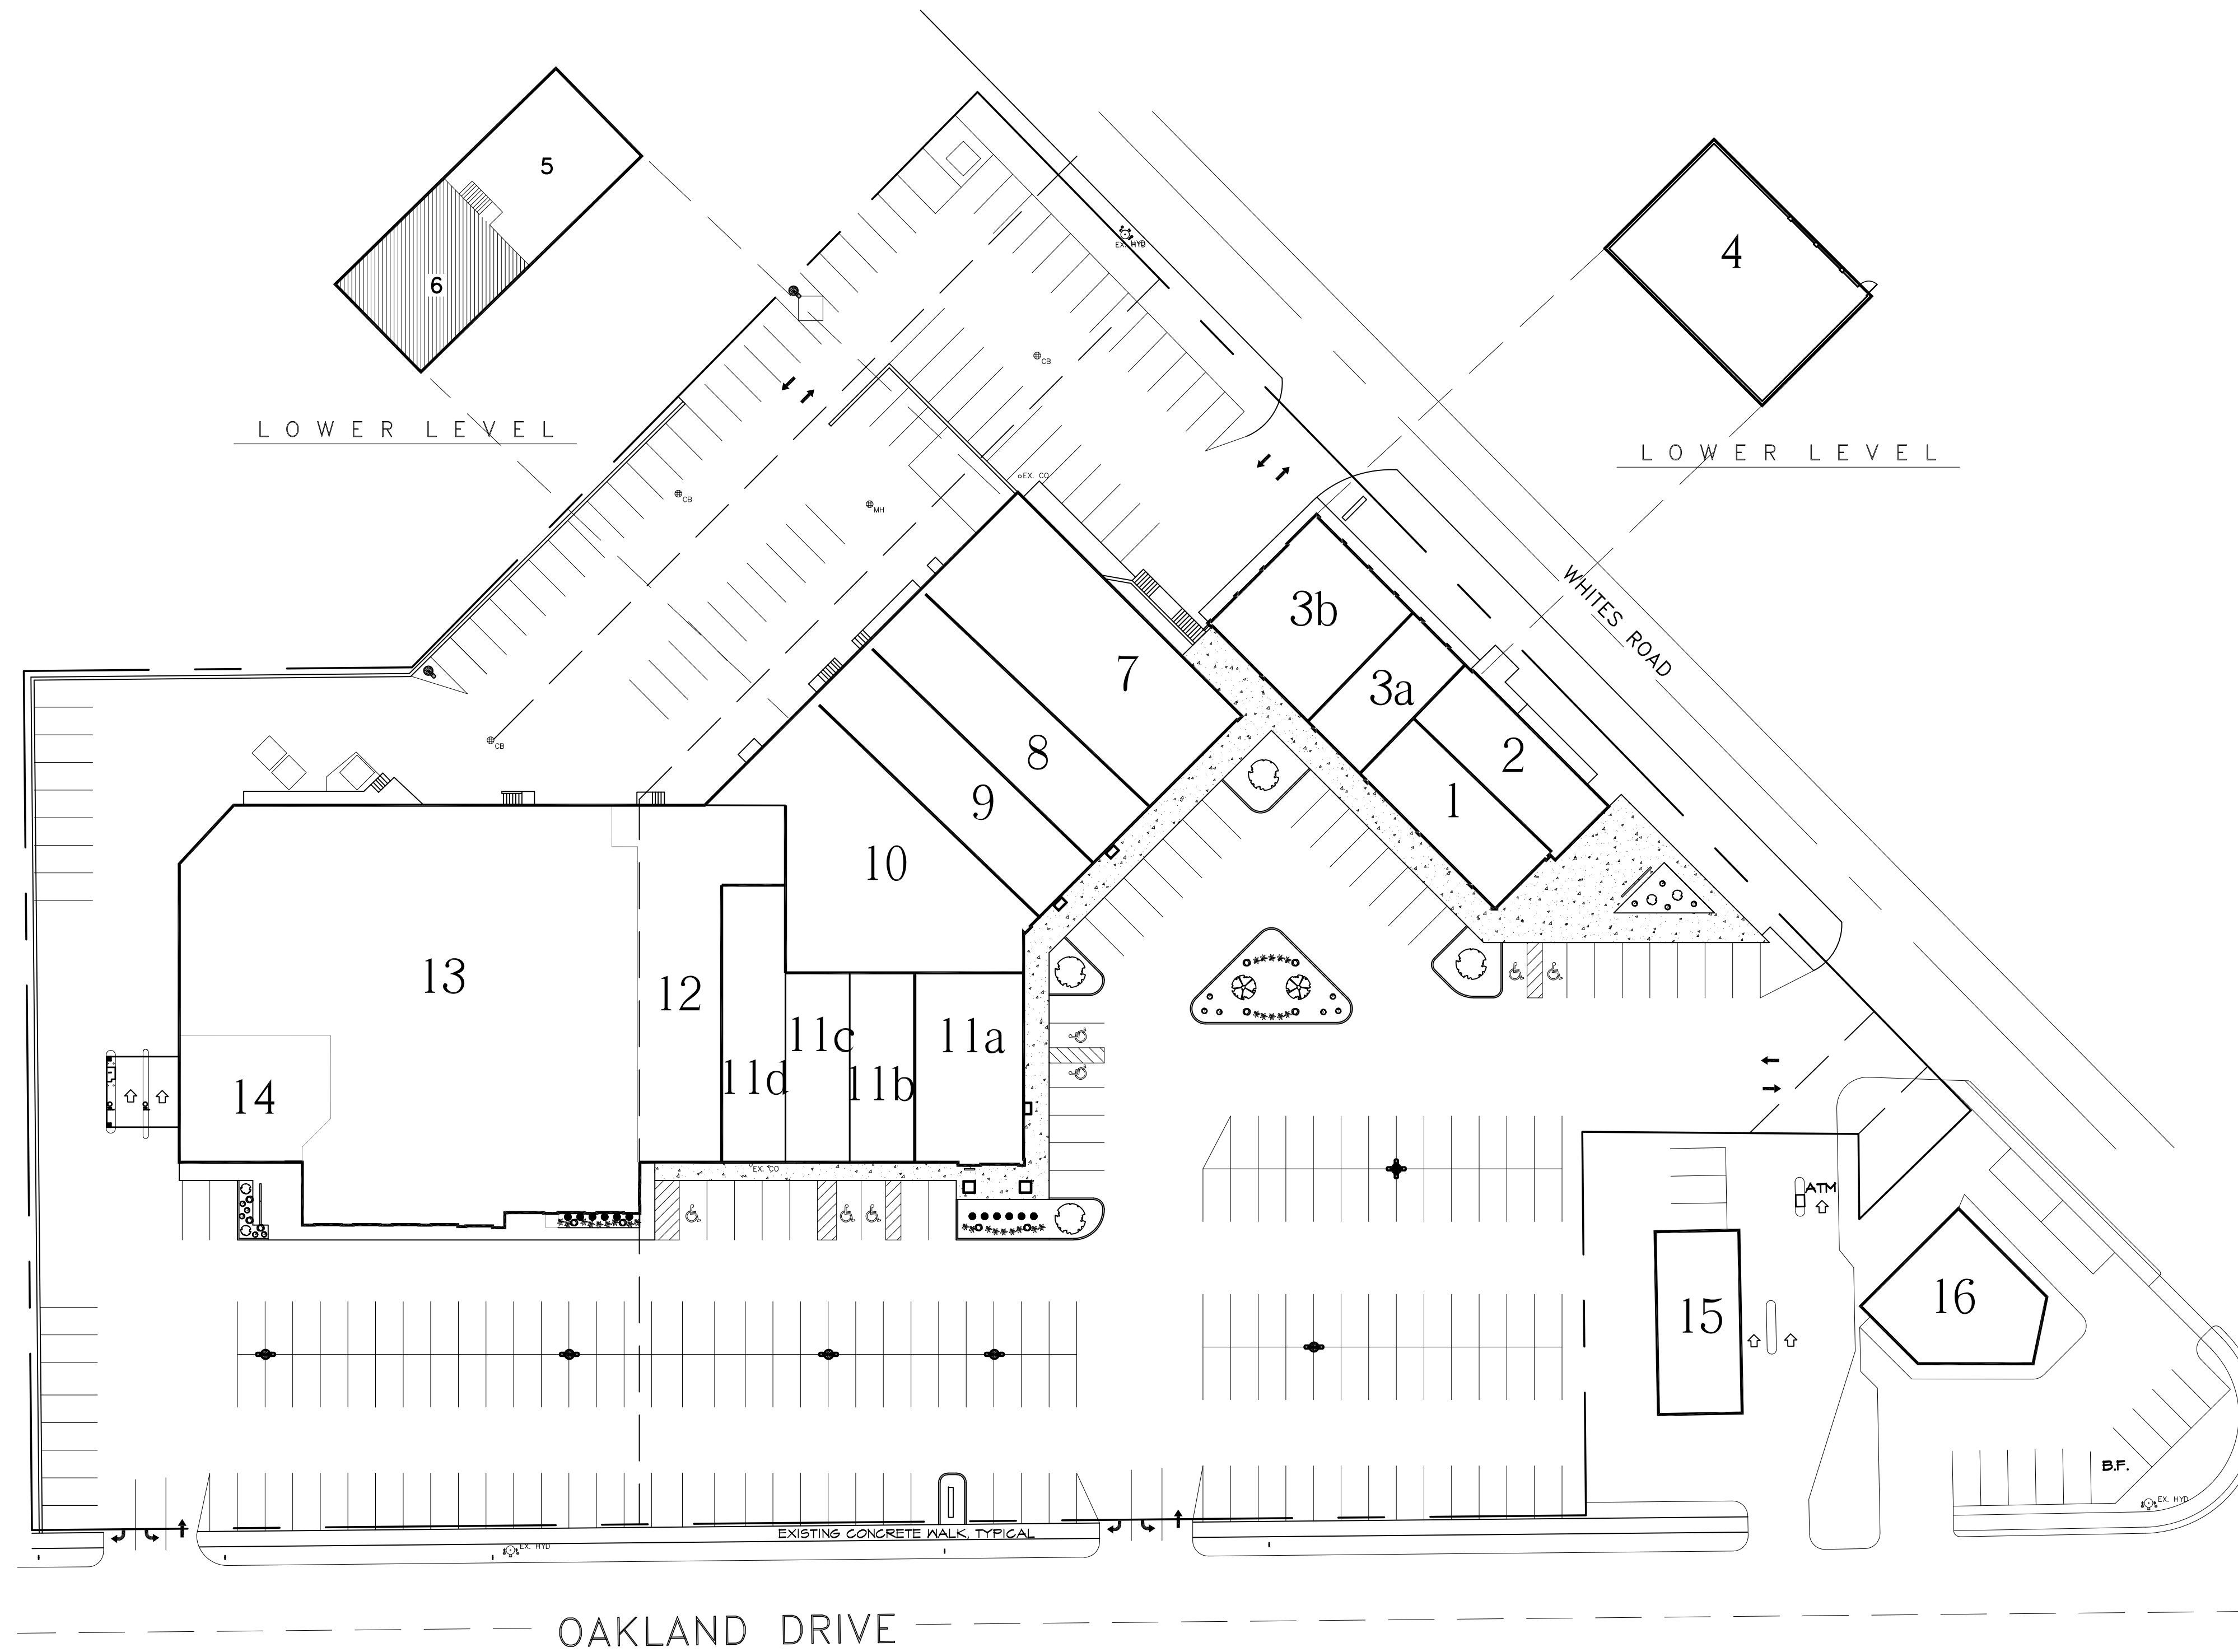 5
6
4
EX. HYD
CB
LOWER LEVEL
LOWER LEVEL
EX. CO
CB
MH
WHITES ROAD
3b
3a
7
2
8
1
9
CB
10
13
12
11c
11a
11d
11b
14
EX. CO
ATM
15
16
B.F.
EX. HYD
EXISTING CONCRETE WALK, TYPICAL
EX. HYD
OAKLAND DRIVE